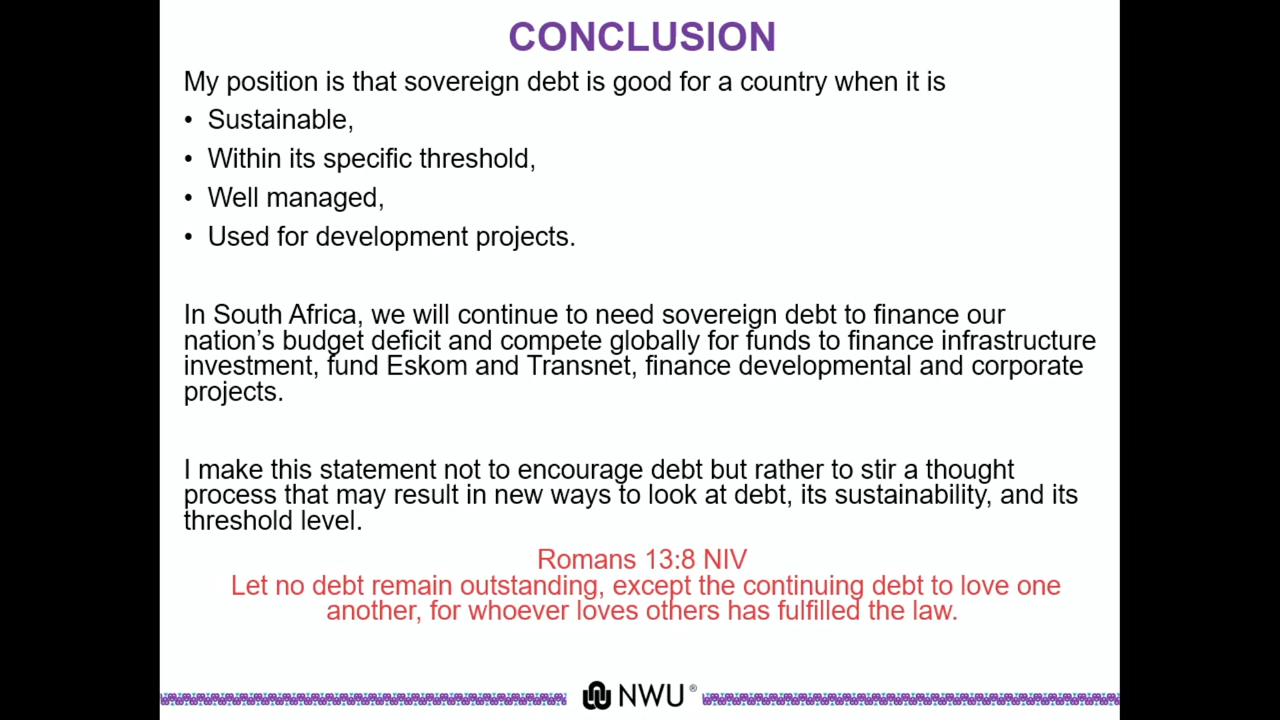 CONCLUSION
My position is that sovereign debt is good for a country when it is
• Sustainable,
• Within its specific threshold,
• Well managed,
• Used for development projects.
In South Africa, we will continue to need sovereign debt to finance our
nation’s budget deficit and compete globally for funds to finance infrastructure
investment, fund Eskom and Transnet, finance developmental and corporate
projects.
I make this statement not to encourage debt but rather to stir a thought
process that may result in new ways to look at debt, its sustainability, and its
threshold level.
Romans 13:8 NIV
Let no debt remain outstanding, except the continuing debt to love one
another, for whoever loves others has fulfilled the law.
NWU®